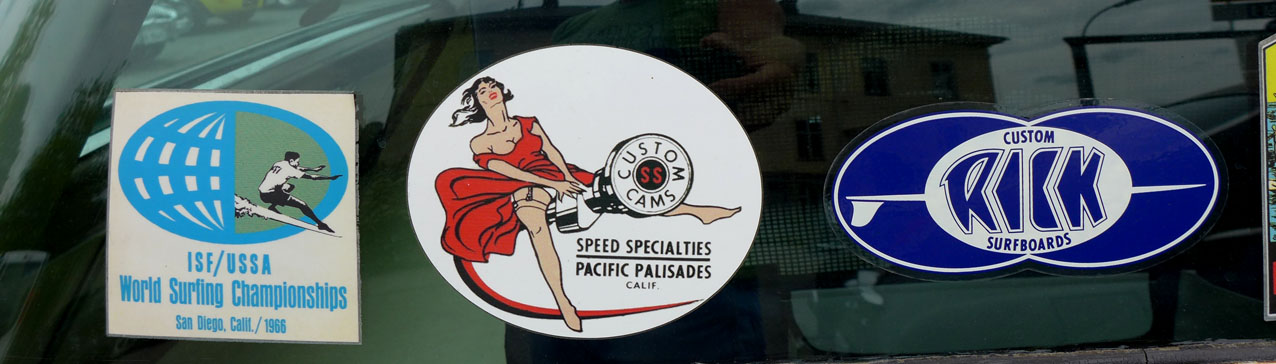 ISF/USSA
World Surfing Championships
San Diego, Calif./1966
CUSTOM
SS
CAMS
SPEED SPECIALTIES
PACIFIC PALISADES
CALIF.
CUSTOM
RICK
SURFBOARDS